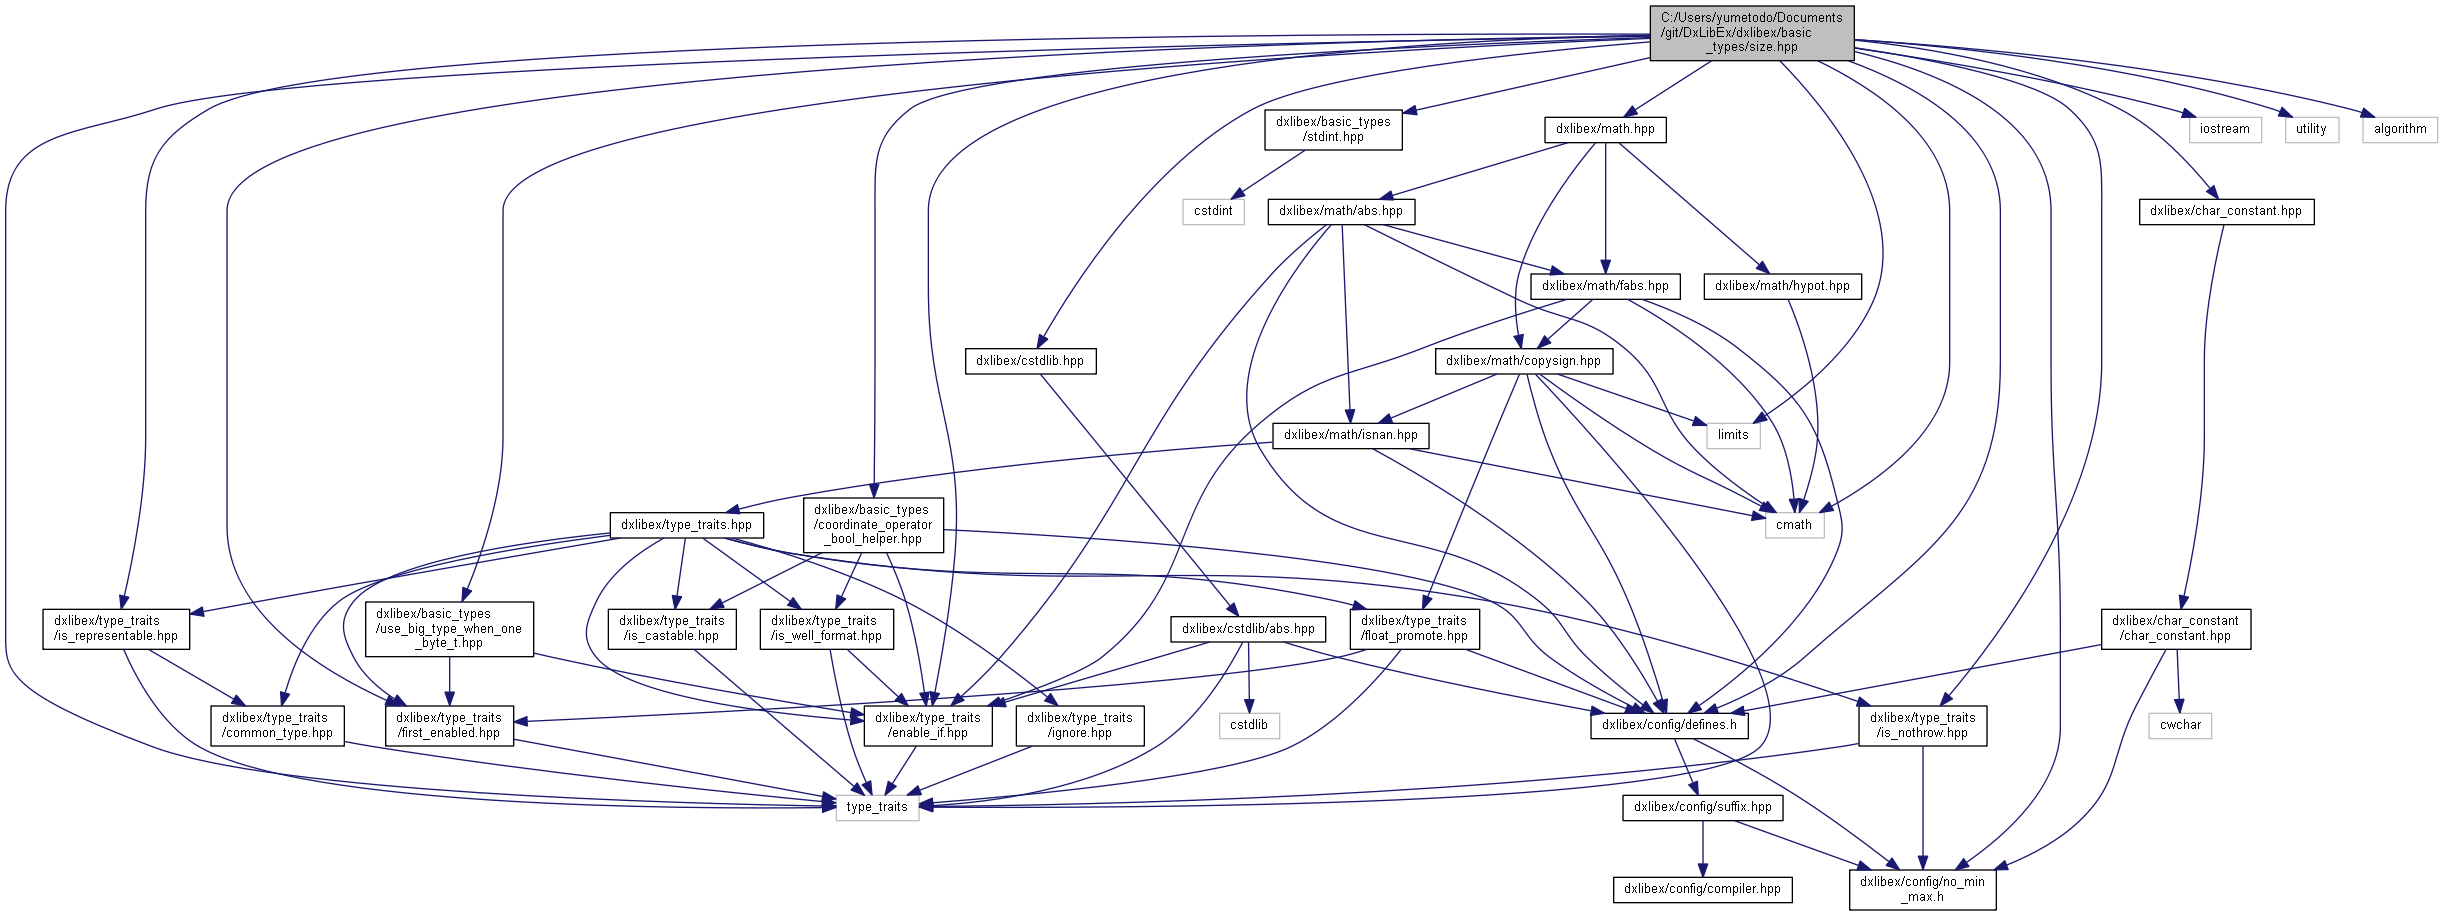 C:/Users/yumetodo/Documents
/git/DxLibEx/dxlibex/basic
_types/size.hpp
dxlibex/basic_types
/stdint.hpp
dxlibex/math.hpp
iostream
utility
algorithm
cstdint
dxlibex/math/abs.hpp
dxlibex/char_constant.hpp
dxlibex/math/fabs.hpp
dxlibex/math/hypot.hpp
dxlibex/cstdlib.hpp
dxlibex/math/copysign.hpp
dxlibex/math/isnan.hpp
limits
dxlibex/type_traits.hpp
dxlibex/basic_types
/coordinate_operator
_bool_helper.hpp
cmath
dxlibex/type_traits
/is_representable.hpp
dxlibex/basic_types
/use_big_type_when_one
_byte_t.hpp
dxlibex/type_traits
/is_castable.hpp
dxlibex/type_traits
/is_well_format.hpp
dxlibex/cstdlib/abs.hpp
dxlibex/type_traits
/float_promote.hpp
dxlibex/char_constant
/char_constant.hpp
dxlibex/type_traits
/common_type.hpp
dxlibex/type_traits
/first_enabled.hpp
dxlibex/type_traits
/enable_if.hpp
dxlibex/type_traits
/ignore.hpp
cstdlib
dxlibex/config/defines.h
dxlibex/type_traits
/is_nothrow.hpp
cwchar
type_traits
dxlibex/config/suffix.hpp
dxlibex/config/compiler.hpp
dxlibex/config/no_min
_max.h